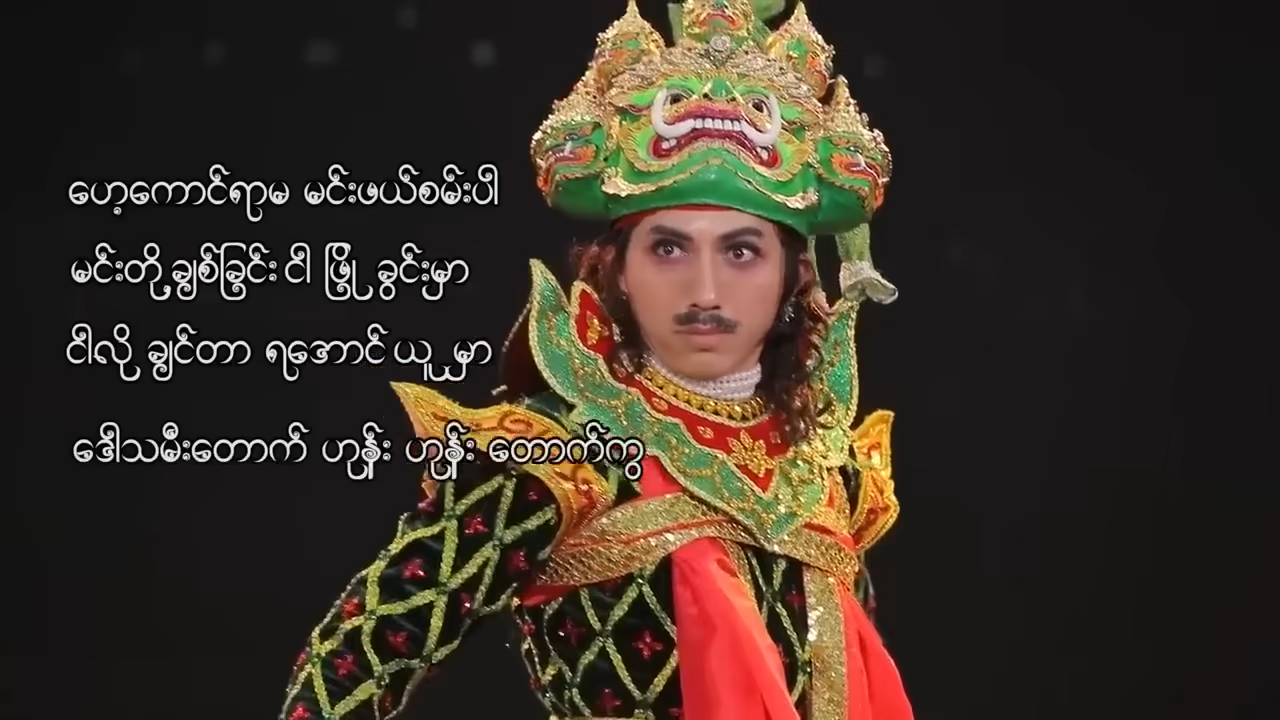 ဟေ့ကောင်ရာမ မင်းဖယ်စမ်းပါ
မင်းတို့ချစ်ခြင်း ငါ ဖြို ခွင်းမှာ
ငါလို ချင်တာ ရအောင် ယူ မှာ
ဒေါသမီးတောက် ဟုန်း ဟုန်း တောက်ကွ